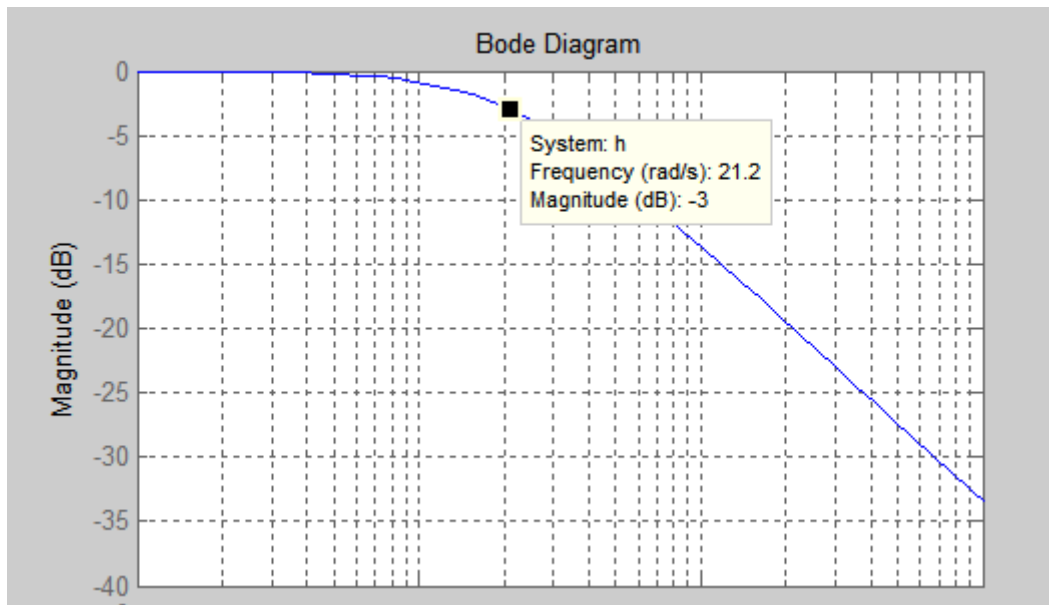 Bode Diagram
Magnitude (dB)
0
-5
-10
-15
-20
-25
-30
-35
-40
System: h
Frequency (rad/s): 21.2
Magnitude (dB): -3